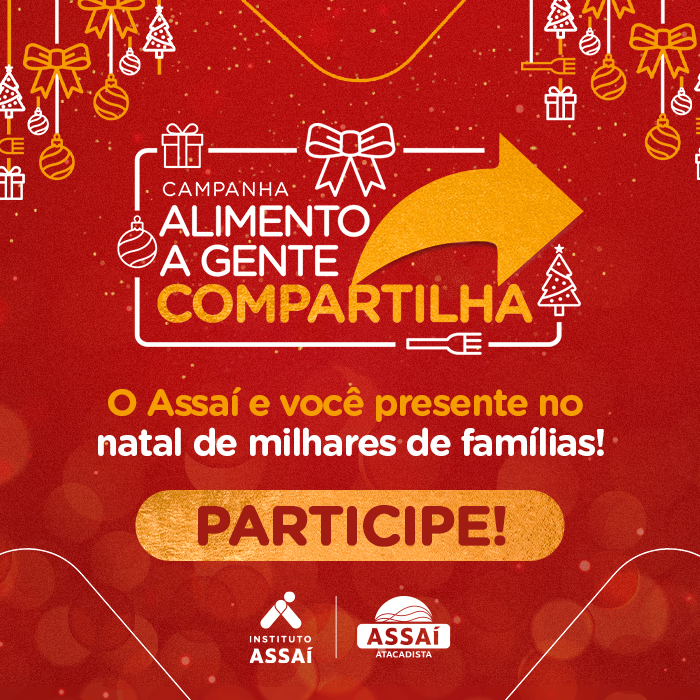 CAMPANHA
ALIMENTO
A GENTE
COMPARTILHA
O Assaí e você presente no
natal de milhares de famílias!
PARTICIPE!
INSTITUTO
ASSAÍ
ASSAÍ
ATACADISTA